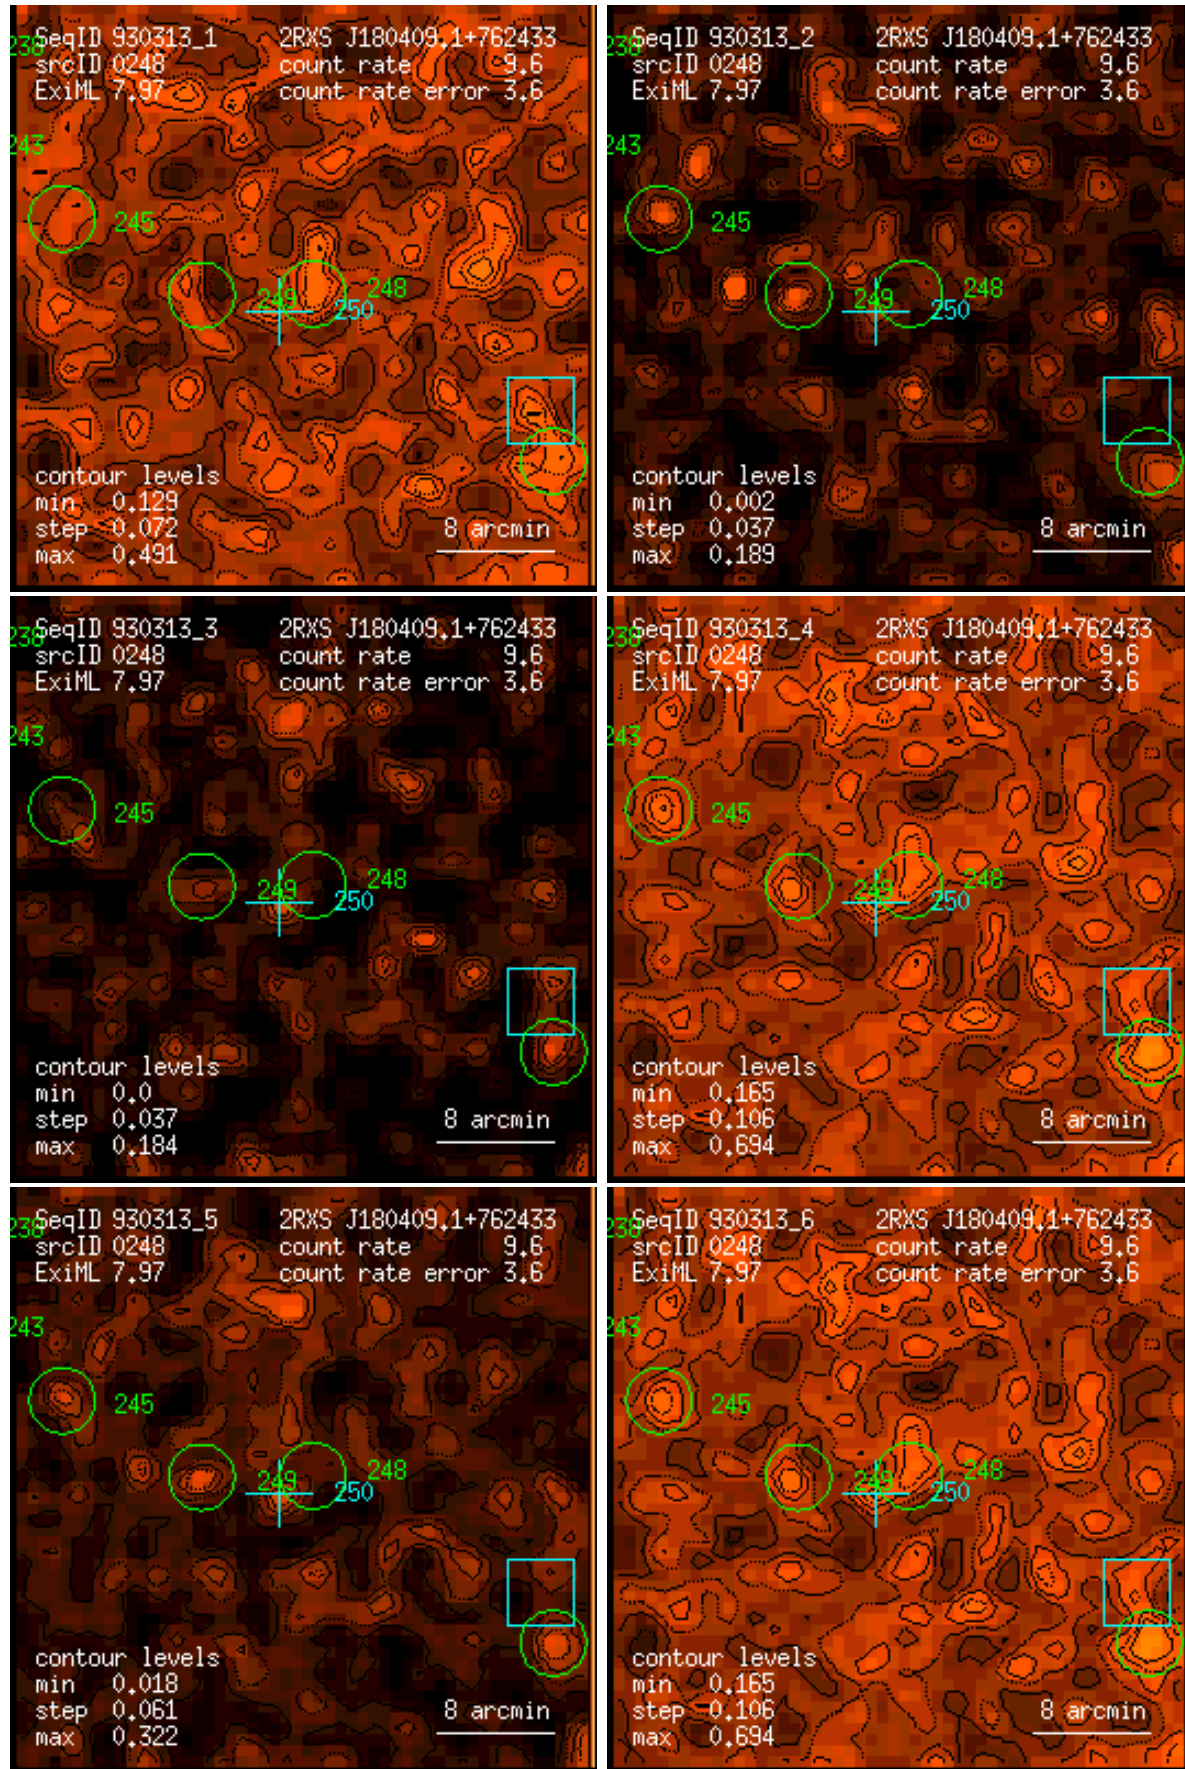 SeqID 930313_1 2RXS J180409.1+762433
238
srcID 0248 count rate 9.6
ExiML 7.97 count rate error 3.6
243
245
249 248
250
contour levels
min 0.129
step 0.072 8 arcmin
max 0.491
SeqID 930313_2 2RXS J180409.1+762433
238
srcID 0248 count rate 9.6
ExiML 7.97 count rate error 3.6
243
245
249 248
250
contour levels
min 0.002
step 0.037 8 arcmin
max 0.189
SeqID 930313_3 2RXS J180409.1+762433
238
srcID 0248 count rate 9.6
ExiML 7.97 count rate error 3.6
243
245
249 248
250
contour levels
min 0.0
step 0.037 8 arcmin
max 0.184
SeqID 930313_4 2RXS J180409.1+762433
238
srcID 0248 count rate 9.6
ExiML 7.97 count rate error 3.6
243
245
249 248
250
contour levels
min 0.165
step 0.106 8 arcmin
max 0.694
SeqID 930313_5 2RXS J180409.1+762433
238
srcID 0248 count rate 9.6
ExiML 7.97 count rate error 3.6
243
245
249 248
250
contour levels
min 0.018
step 0.061 8 arcmin
max 0.322
SeqID 930313_6 2RXS J180409.1+762433
238
srcID 0248 count rate 9.6
ExiML 7.97 count rate error 3.6
243
245
249 248
250
contour levels
min 0.165
step 0.106 8 arcmin
max 0.694